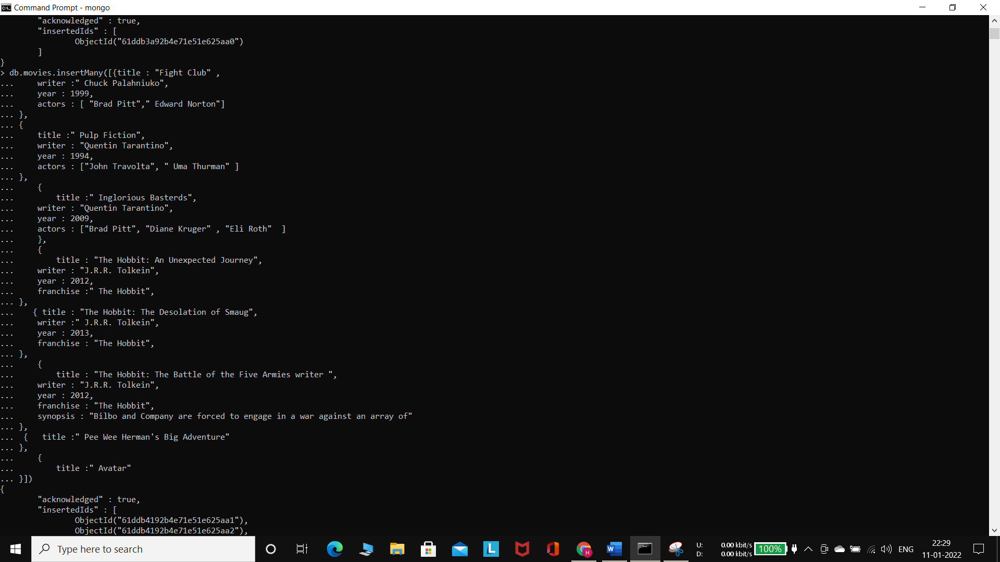 Command Prompt - mongo
        "acknowledged" : true,
        "insertedIds" : [
                ObjectId("61ddb3a92b4e71e51e625aa0")
        ]
}
> db.movies.insertMany([{title : "Fight Club" ,
...     writer :" Chuck Palahniuko",
...     year : 1999,
...     actors : [ "Brad Pitt"," Edward Norton"]
... },
... {
...     title :" Pulp Fiction",
...     writer : "Quentin Tarantino",
...     year : 1994,
...     actors : ["John Travolta", " Uma Thurman" ]
... },
...     {
...         title :" Inglorious Basterds",
...     writer : "Quentin Tarantino",
...     year : 2009,
...     actors : ["Brad Pitt", "Diane Kruger" , "Eli Roth"  ]
...     },
...     {
...         title : "The Hobbit: An Unexpected Journey",
...     writer : "J.R.R. Tolkein",
...     year : 2012,
...     franchise :" The Hobbit",
... },
...    { title : "The Hobbit: The Desolation of Smaug",
...     writer :" J.R.R. Tolkein",
...     year : 2013,
...     franchise : "The Hobbit",
... },
...     {
...         title : "The Hobbit: The Battle of the Five Armies writer ",
...     writer : "J.R.R. Tolkein",
...     year : 2012,
...     franchise : "The Hobbit",
...     synopsis : "Bilbo and Company are forced to engage in a war against an array of"
... },
...  {   title :" Pee Wee Herman's Big Adventure"
... },
...     {
...         title :" Avatar"
... }])
{
        "acknowledged" : true,
        "insertedIds" : [
                ObjectId("61ddb4192b4e71e51e625aa1"),
                ObjectId("61ddb4192b4e71e51e625aa2"),
Type here to search
L
H
W
U: 0.00 kbit/s
D: 0.00 kbit/s
100%
ENG
22:29
11-01-2022